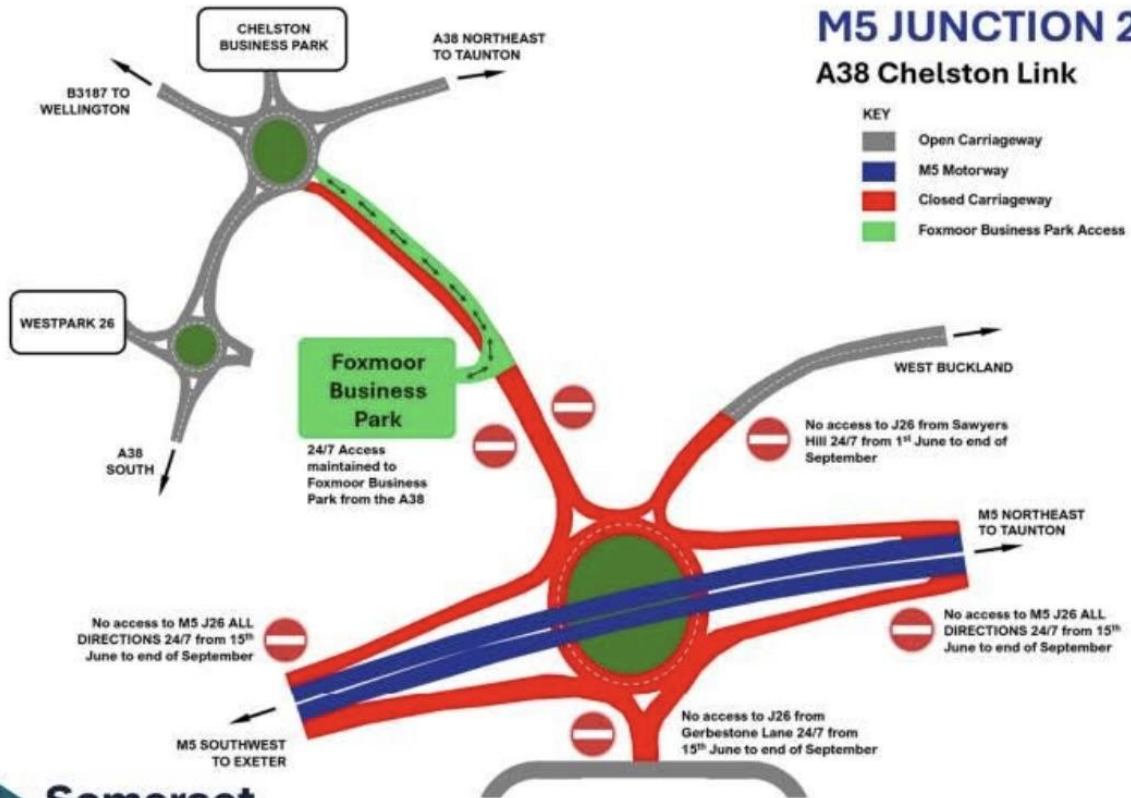 M5 JUNCTION 2
A38 Chelston Link
KEY
Open Carriageway
M5 Motorway
Closed Carriageway
Foxmoor Business Park Access
CHELSTON
BUSINESS PARK
A38 NORTHEAST
TO TAUNTON
B3187 TO
WELLINGTON
WESTPARK 26
A38
SOUTH
Foxmoor
Business
Park
24/7 Access
maintained to
Foxmoor Business
Park from the A38
WEST BUCKLAND
No access to J26 from Sawyers
Hill 24/7 from 1st June to end of
September
M5 NORTHEAST
TO TAUNTON
No access to M5 J26 ALL
DIRECTIONS 24/7 from 15th
June to end of September
No access to M5 J26 ALL
DIRECTIONS 24/7 from 15th
June to end of September
M5 SOUTHWEST
TO EXETER
No access to J26 from
Gerbestone Lane 24/7 from
15th June to end of September
Somerset